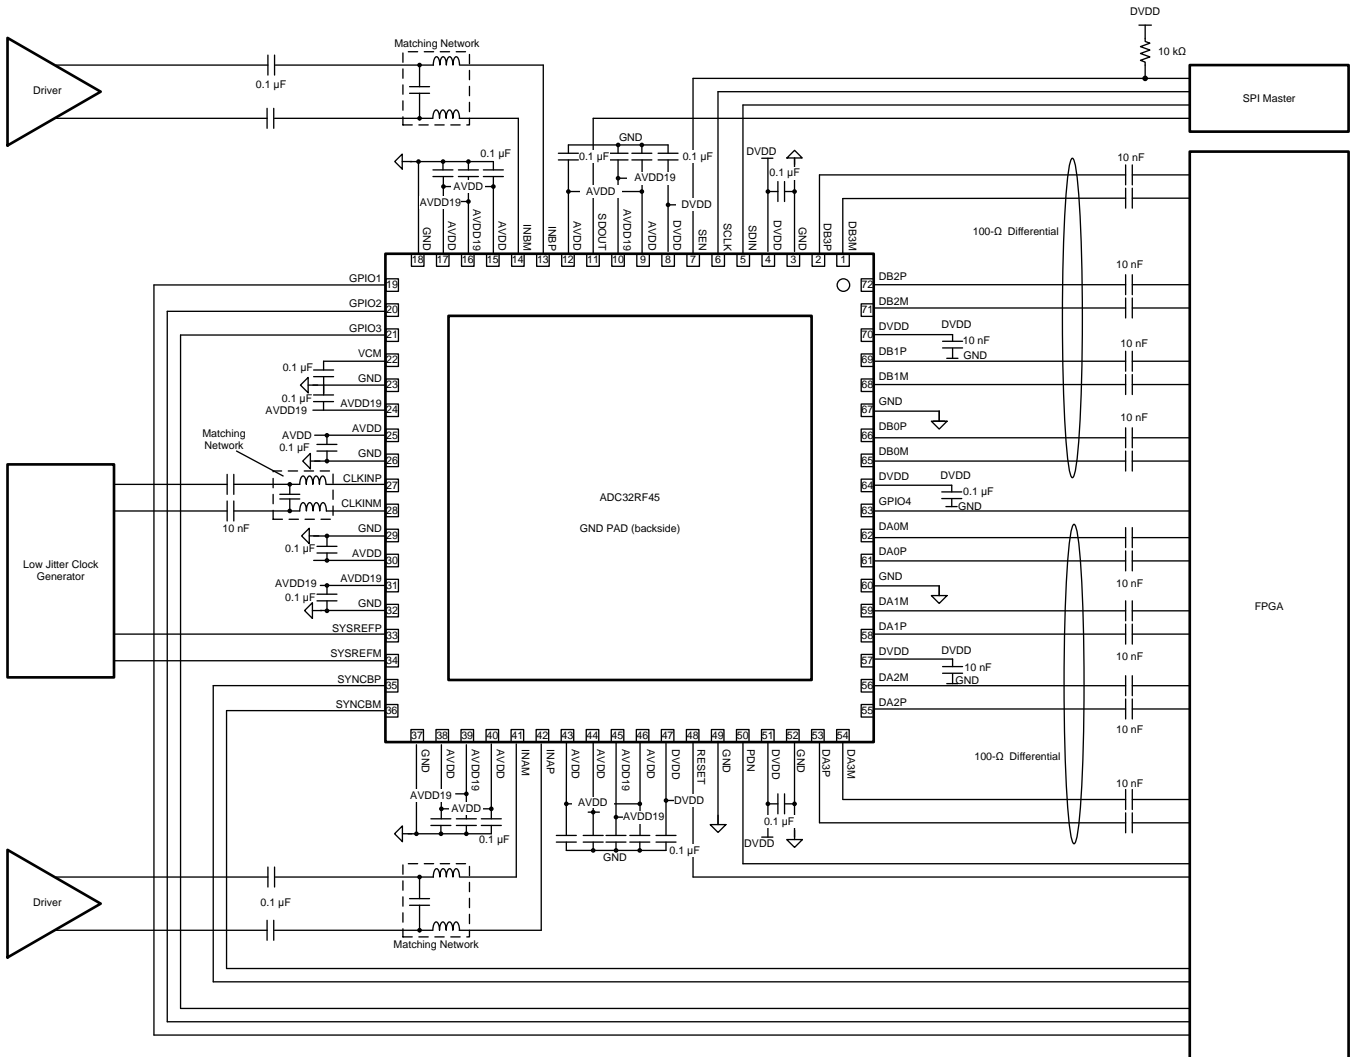 DVDD
10 kΩ
Matching Network
Driver
0.1 µF
SPI Master
GND
0.1 µF
0.1 µF
0.1 µF
DVDD
0.1 µF
10 nF
AVDD
AVDD19
AVDD19
AVDD
DVDD
100-Ω Differential
GND
AVDD
AVDD19
AVDD
INBM
INBP
AVDD
SDOUT
AVDD19
AVDD
DVDD
SEN
SCLK
SDIN
DVDD
GND
DB3P
DB3M
18
17
16
15
14
13
12
11
10
9
8
7
6
5
4
3
2
1
GPIO1
19
GPIO2
20
GPIO3
21
VCM
22
0.1 µF
GND
23
0.1 µF
AVDD19
AVDD19
24
Matching
Network
AVDD
AVDD
25
0.1 µF
GND
26
CLKINP
27
CLKINM
28
10 nF
GND
29
0.1 µF
AVDD
30
AVDD19
AVDD19
31
0.1 µF
GND
32
SYSREFP
33
SYSREFM
34
SYNCBP
35
SYNCBM
36
Low Jitter Clock
Generator
ADC32RF45
GND PAD (backside)
72
DB2P
10 nF
71
DB2M
70
DVDD
DVDD
10 nF
GND
69
DB1P
10 nF
68
DB1M
67
GND
66
DB0P
10 nF
65
DB0M
64
DVDD
DVDD
0.1 µF
GND
63
GPIO4
62
DA0M
61
DA0P
10 nF
60
GND
59
DA1M
58
DA1P
10 nF
57
DVDD
DVDD
10 nF
GND
56
DA2M
55
DA2P
10 nF
FPGA
37
38
39
40
41
42
43
44
45
46
47
48
49
50
51
52
53
54
GND
AVDD
AVDD19
AVDD
INAM
INAP
AVDD
AVDD
AVDD19
AVDD
DVDD
RESET
GND
PDN
DVDD
GND
DA3P
DA3M
100-Ω Differential
10 nF
AVDD19
AVDD
AVDD
DVDD
AVDD19
0.1 µF
0.1 µF
GND
0.1 µF
DVDD
Driver
0.1 µF
Matching Network